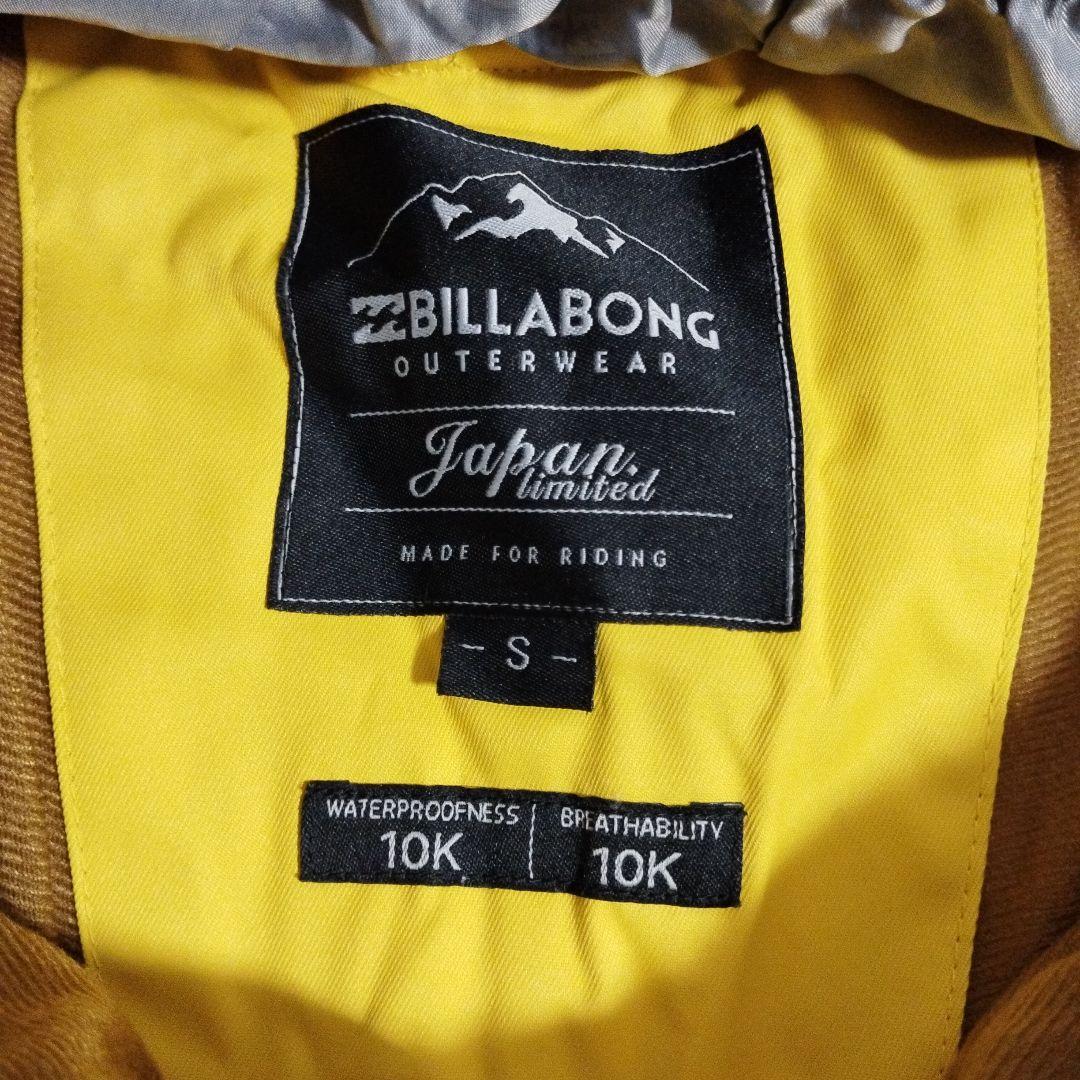 BILLABONG
OUTERWEAR
Japan.
limited
MADE FOR RIDING
- S -
WATERPROOFNESS | BREATHABILITY
10K | 10K